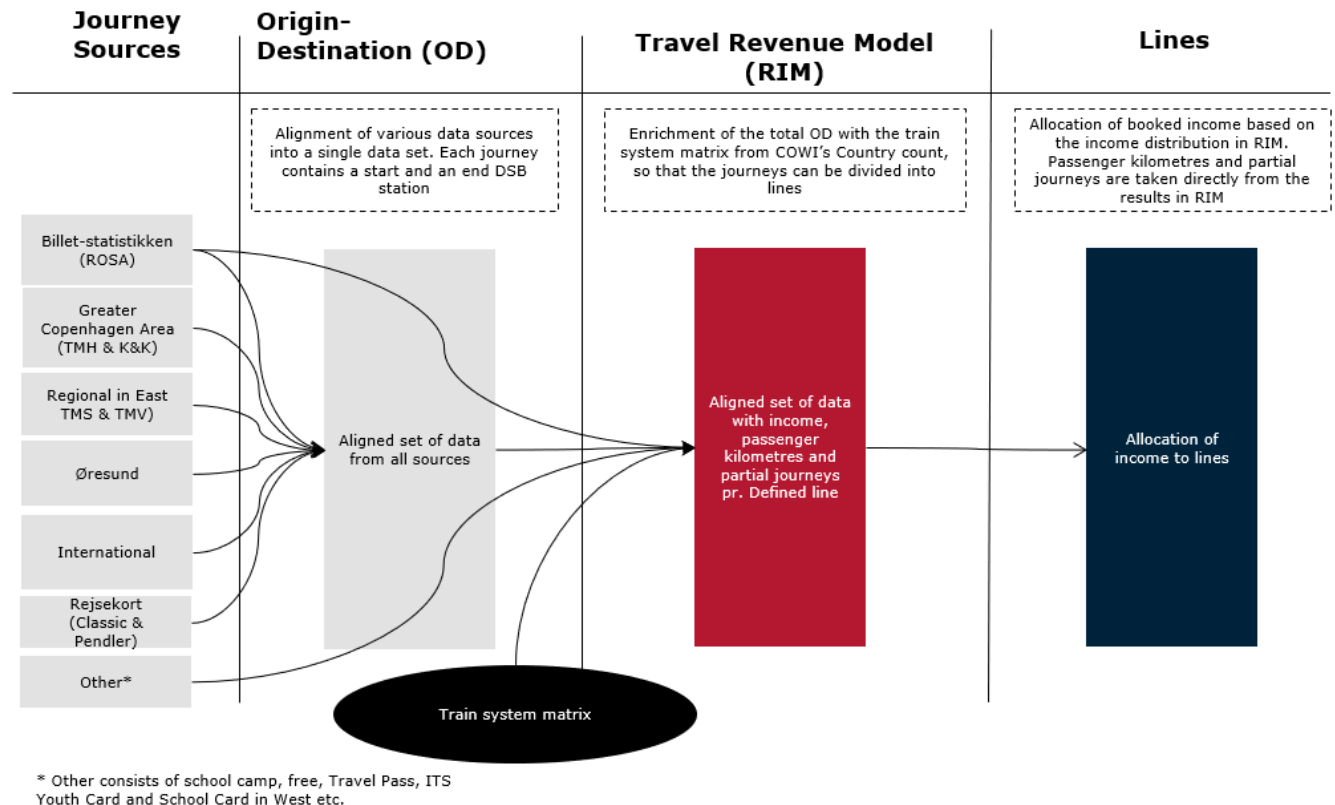 Journey
Sources
Origin-
Destination (OD)
Travel Revenue Model
(RIM)
Lines
Alignment of various data sources
into a single data set. Each journey
contains a start and an end DSB
station
Enrichment of the total OD with the train
system matrix from COWI's Country count,
so that the journeys can be divided into
lines
Allocation of booked income based on
the income distribution in RIM.
Passenger kilometres and partial
journeys are taken directly from the
results in RIM
Billet-statistikken
(ROSA)
Greater
Copenhagen Area
(TMH & K&K)
Regional in East
TMS & TMV)
Øresund
International
Rejsekort
(Classic &
Pendler)
Other*
Aligned set of data
from all sources
Aligned set of data
with income,
passenger
kilometres and
partial journeys
pr. Defined line
Allocation of
income to lines
Train system matrix
* Other consists of school camp, free, Travel Pass, ITS
Youth Card and School Card in West etc.